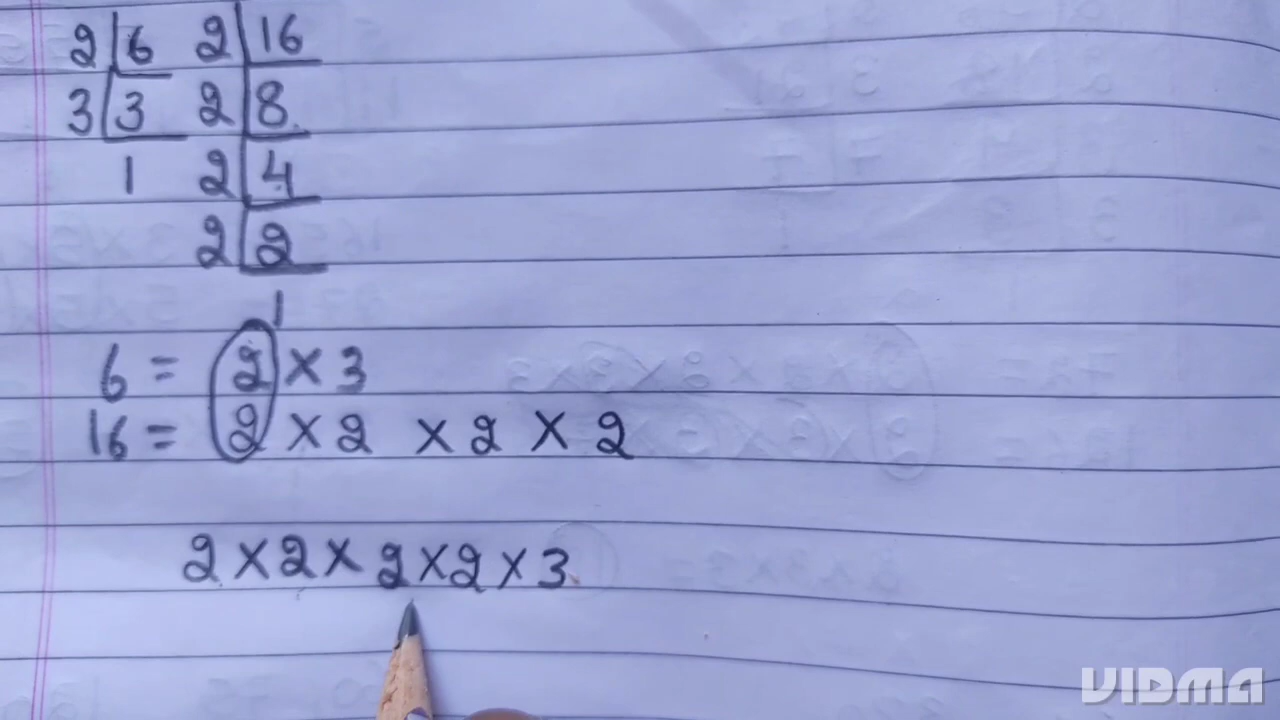 2 6 2 16
3 3 2 8
1 2 4
2 2
1
6 = 2 × 3
16 = 2 × 2 × 2 × 2
2 × 2 × 2 × 2 × 3
VIDMA